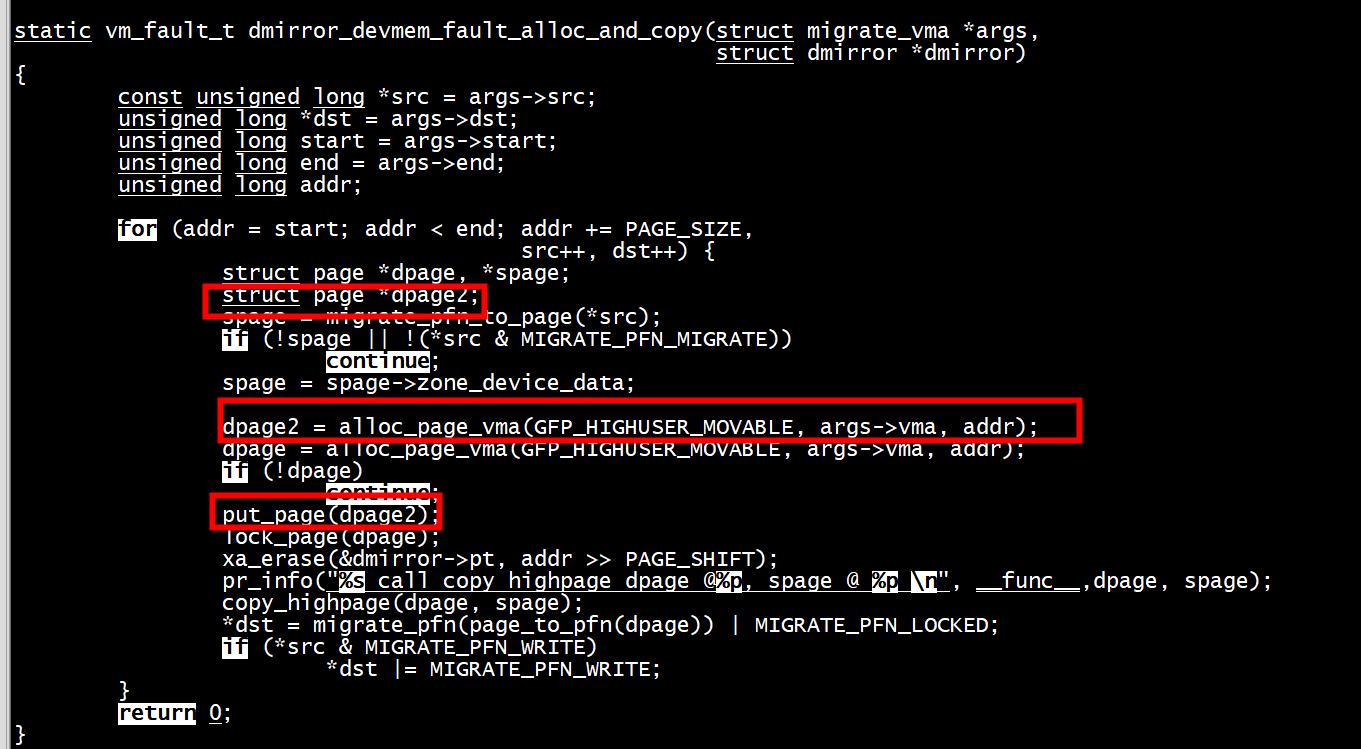 static vm_fault_t dmirror_devmem_fault_alloc_and_copy(struct migrate_vma *args,
struct dmirror *dmirror)
{
const unsigned long *src = args->src;
unsigned long *dst = args->dst;
unsigned long start = args->start;
unsigned long end = args->end;
unsigned long addr;
for (addr = start; addr < end; addr += PAGE_SIZE,
src++, dst++) {
struct page *dpage, *spage;
struct page *dpage2;
spage = migrate_pfn_to_page(*src);
if (!spage || !(*src & MIGRATE_PFN_MIGRATE))
continue;
spage = spage->zone_device_data;
dpage2 = alloc_page_vma(GFP_HIGHUSER_MOVABLE, args->vma, addr);
dpage = alloc_page_vma(GFP_HIGHUSER_MOVABLE, args->vma, addr);
if (!dpage)
continue;
put_page(dpage2);
lock_page(dpage);
xa_erase(&dmirror->pt, addr >> PAGE_SHIFT);
pr_info("%s call copy highpage dpage @%p, spage @ %p \n", __func__,dpage, spage);
copy_highpage(dpage, spage);
*dst = migrate_pfn(page_to_pfn(dpage)) | MIGRATE_PFN_LOCKED;
if (*src & MIGRATE_PFN_WRITE)
*dst |= MIGRATE_PFN_WRITE;
}
return 0;
}